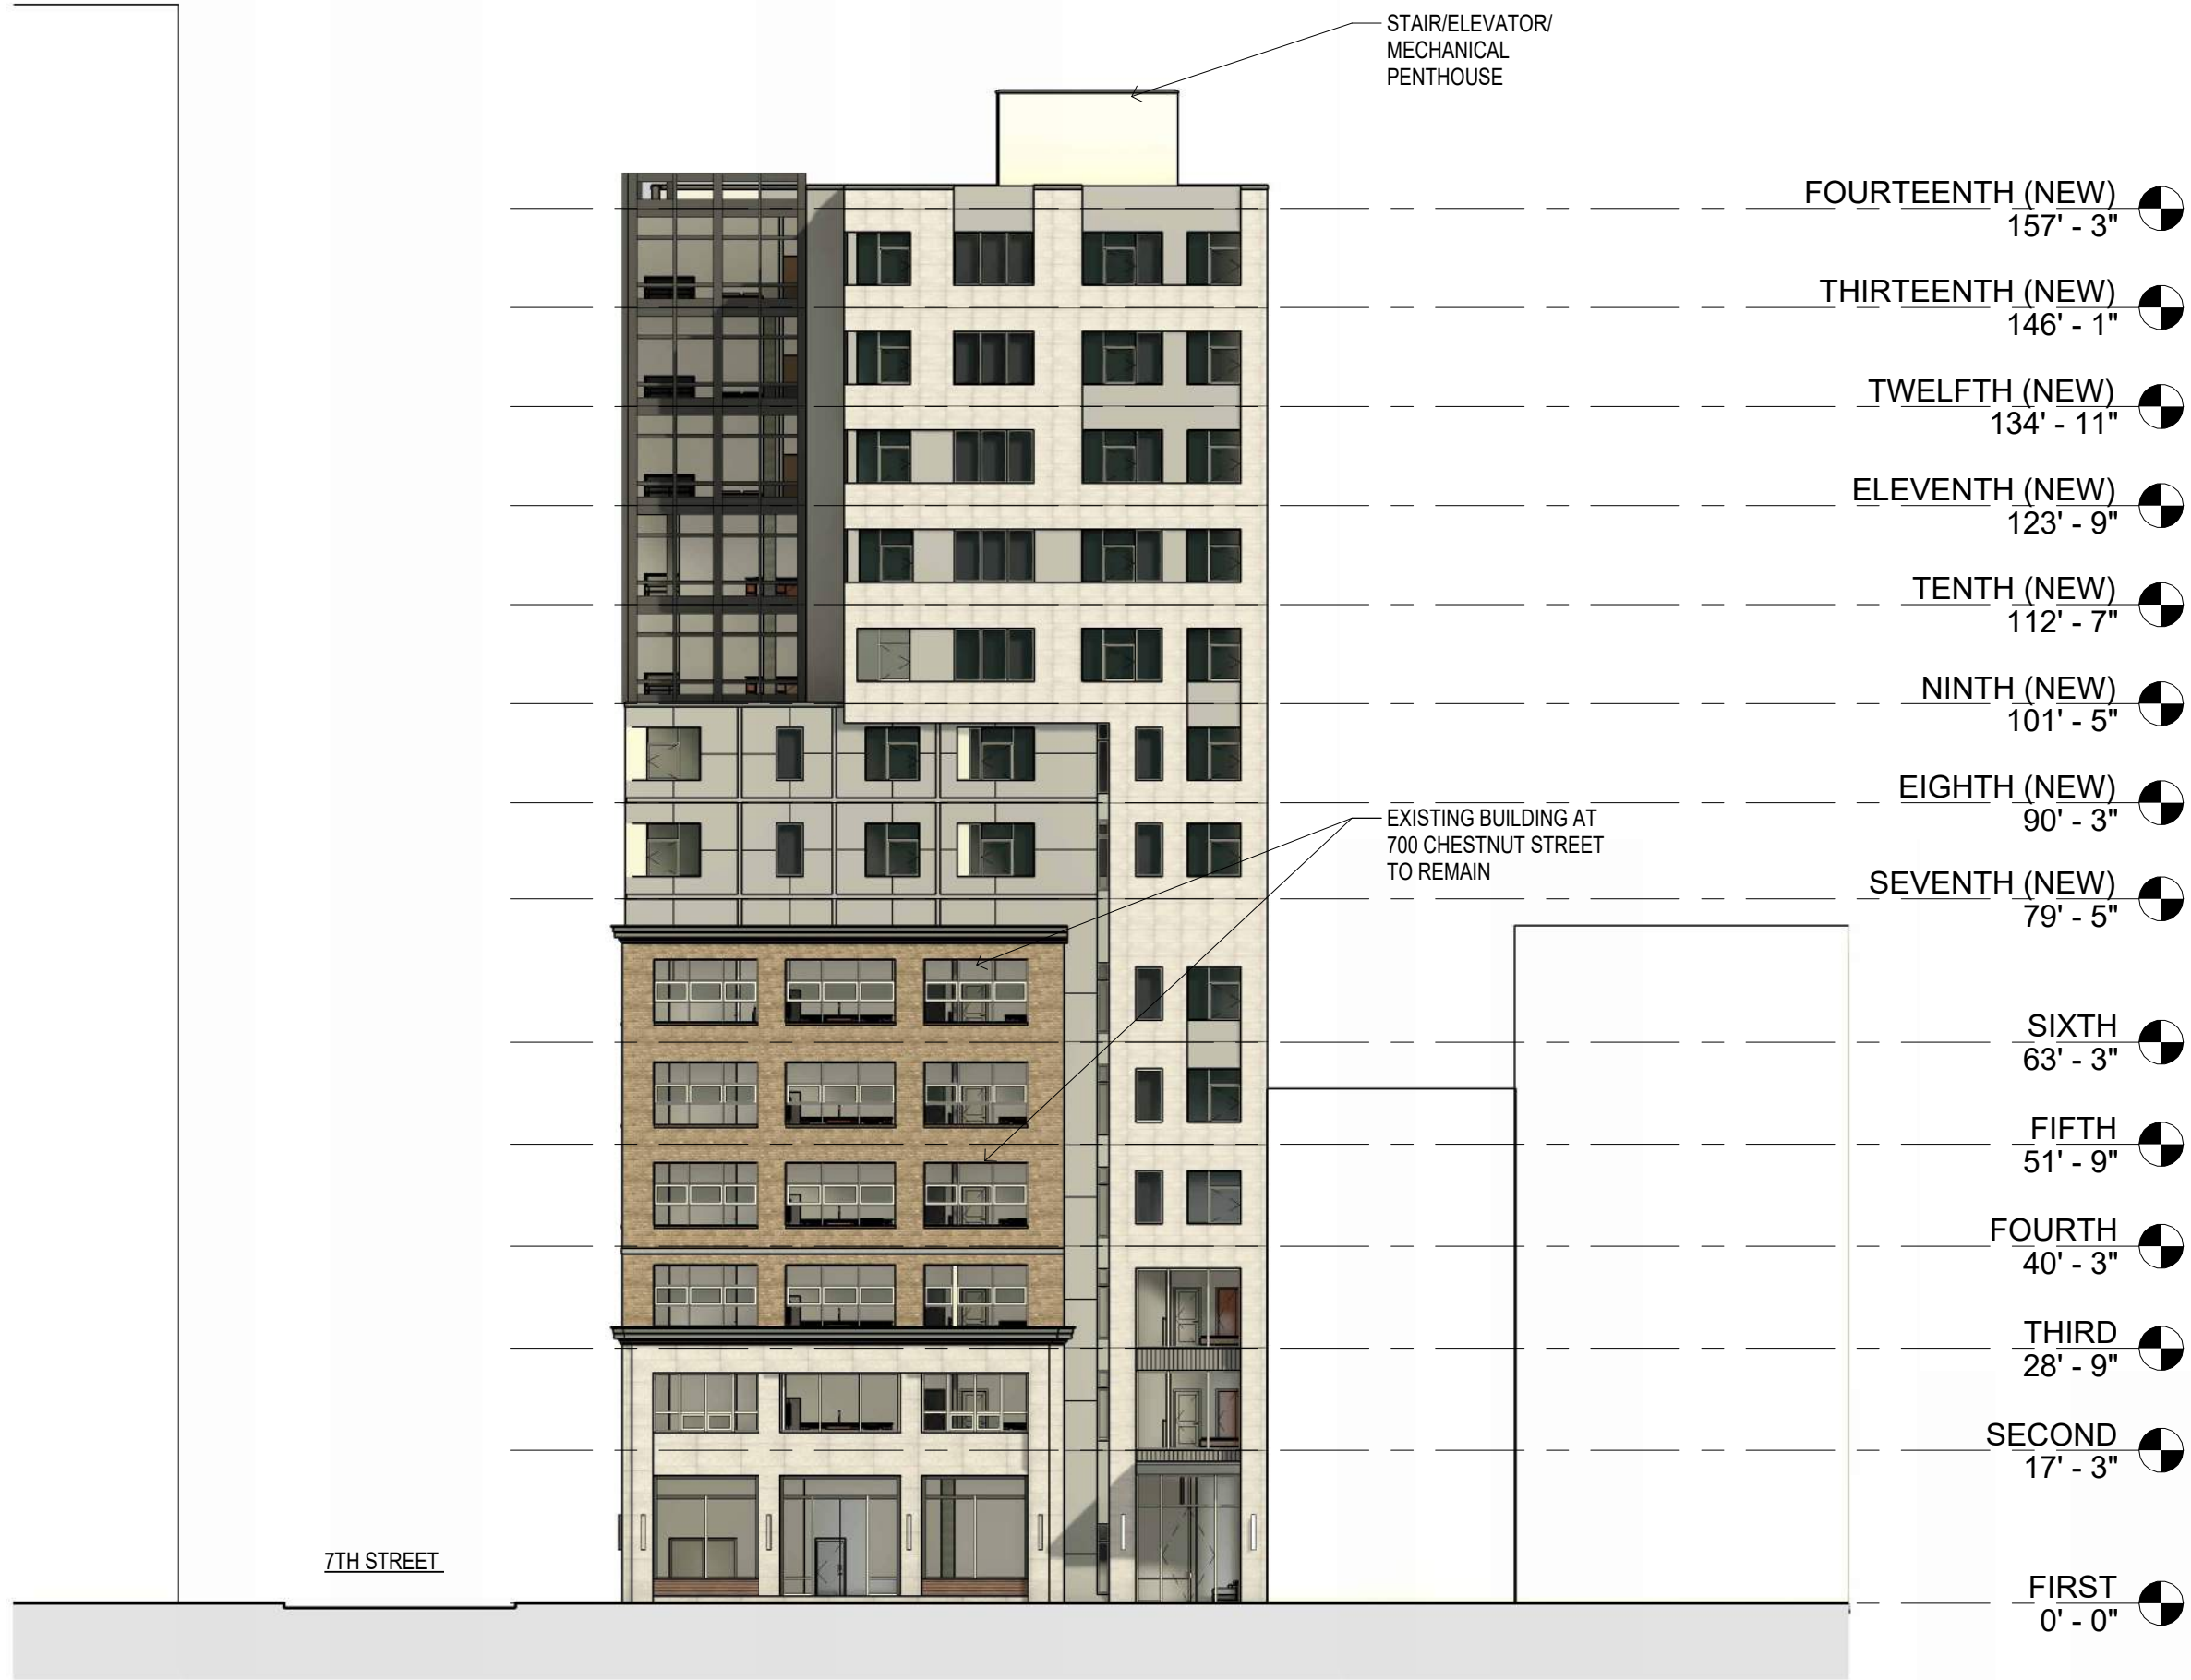 STAIR/ELEVATOR/
MECHANICAL
PENTHOUSE
FOURTEENTH (NEW)
157' - 3"
THIRTEENTH (NEW)
146' - 1"
TWELFTH (NEW)
134' - 11"
ELEVENTH (NEW)
123' - 9"
TENTH (NEW)
112' - 7"
NINTH (NEW)
101' - 5"
EIGHTH (NEW)
90' - 3"
EXISTING BUILDING AT
700 CHESTNUT STREET
TO REMAIN
SEVENTH (NEW)
79' - 5"
SIXTH
63' - 3"
FIFTH
51' - 9"
FOURTH
40' - 3"
THIRD
28' - 9"
SECOND
17' - 3"
7TH STREET
FIRST
0' - 0"